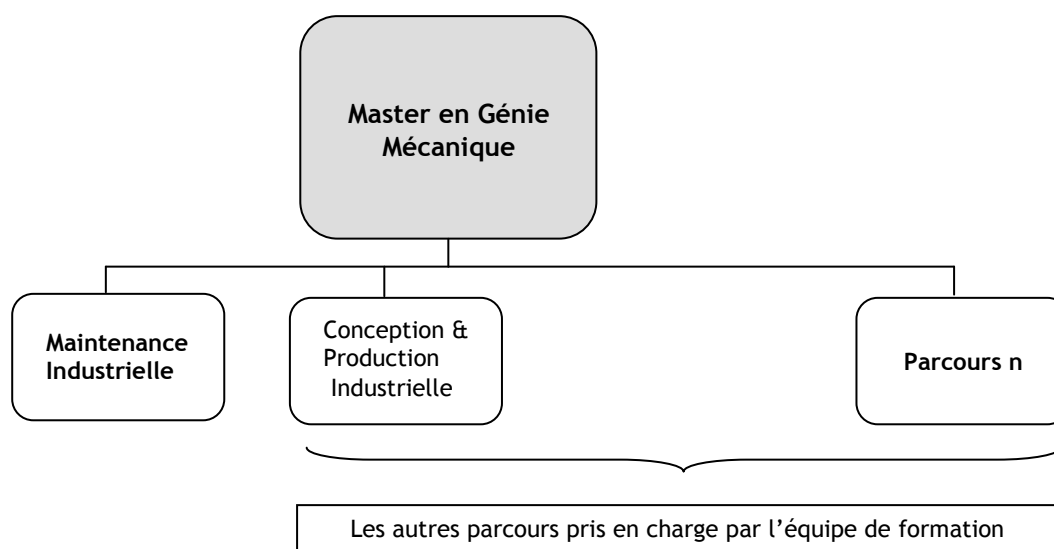 Master en Génie
Mécanique
Maintenance
Industrielle
Conception &
Production
Industrielle
Parcours n
Les autres parcours pris en charge par l’équipe de formation